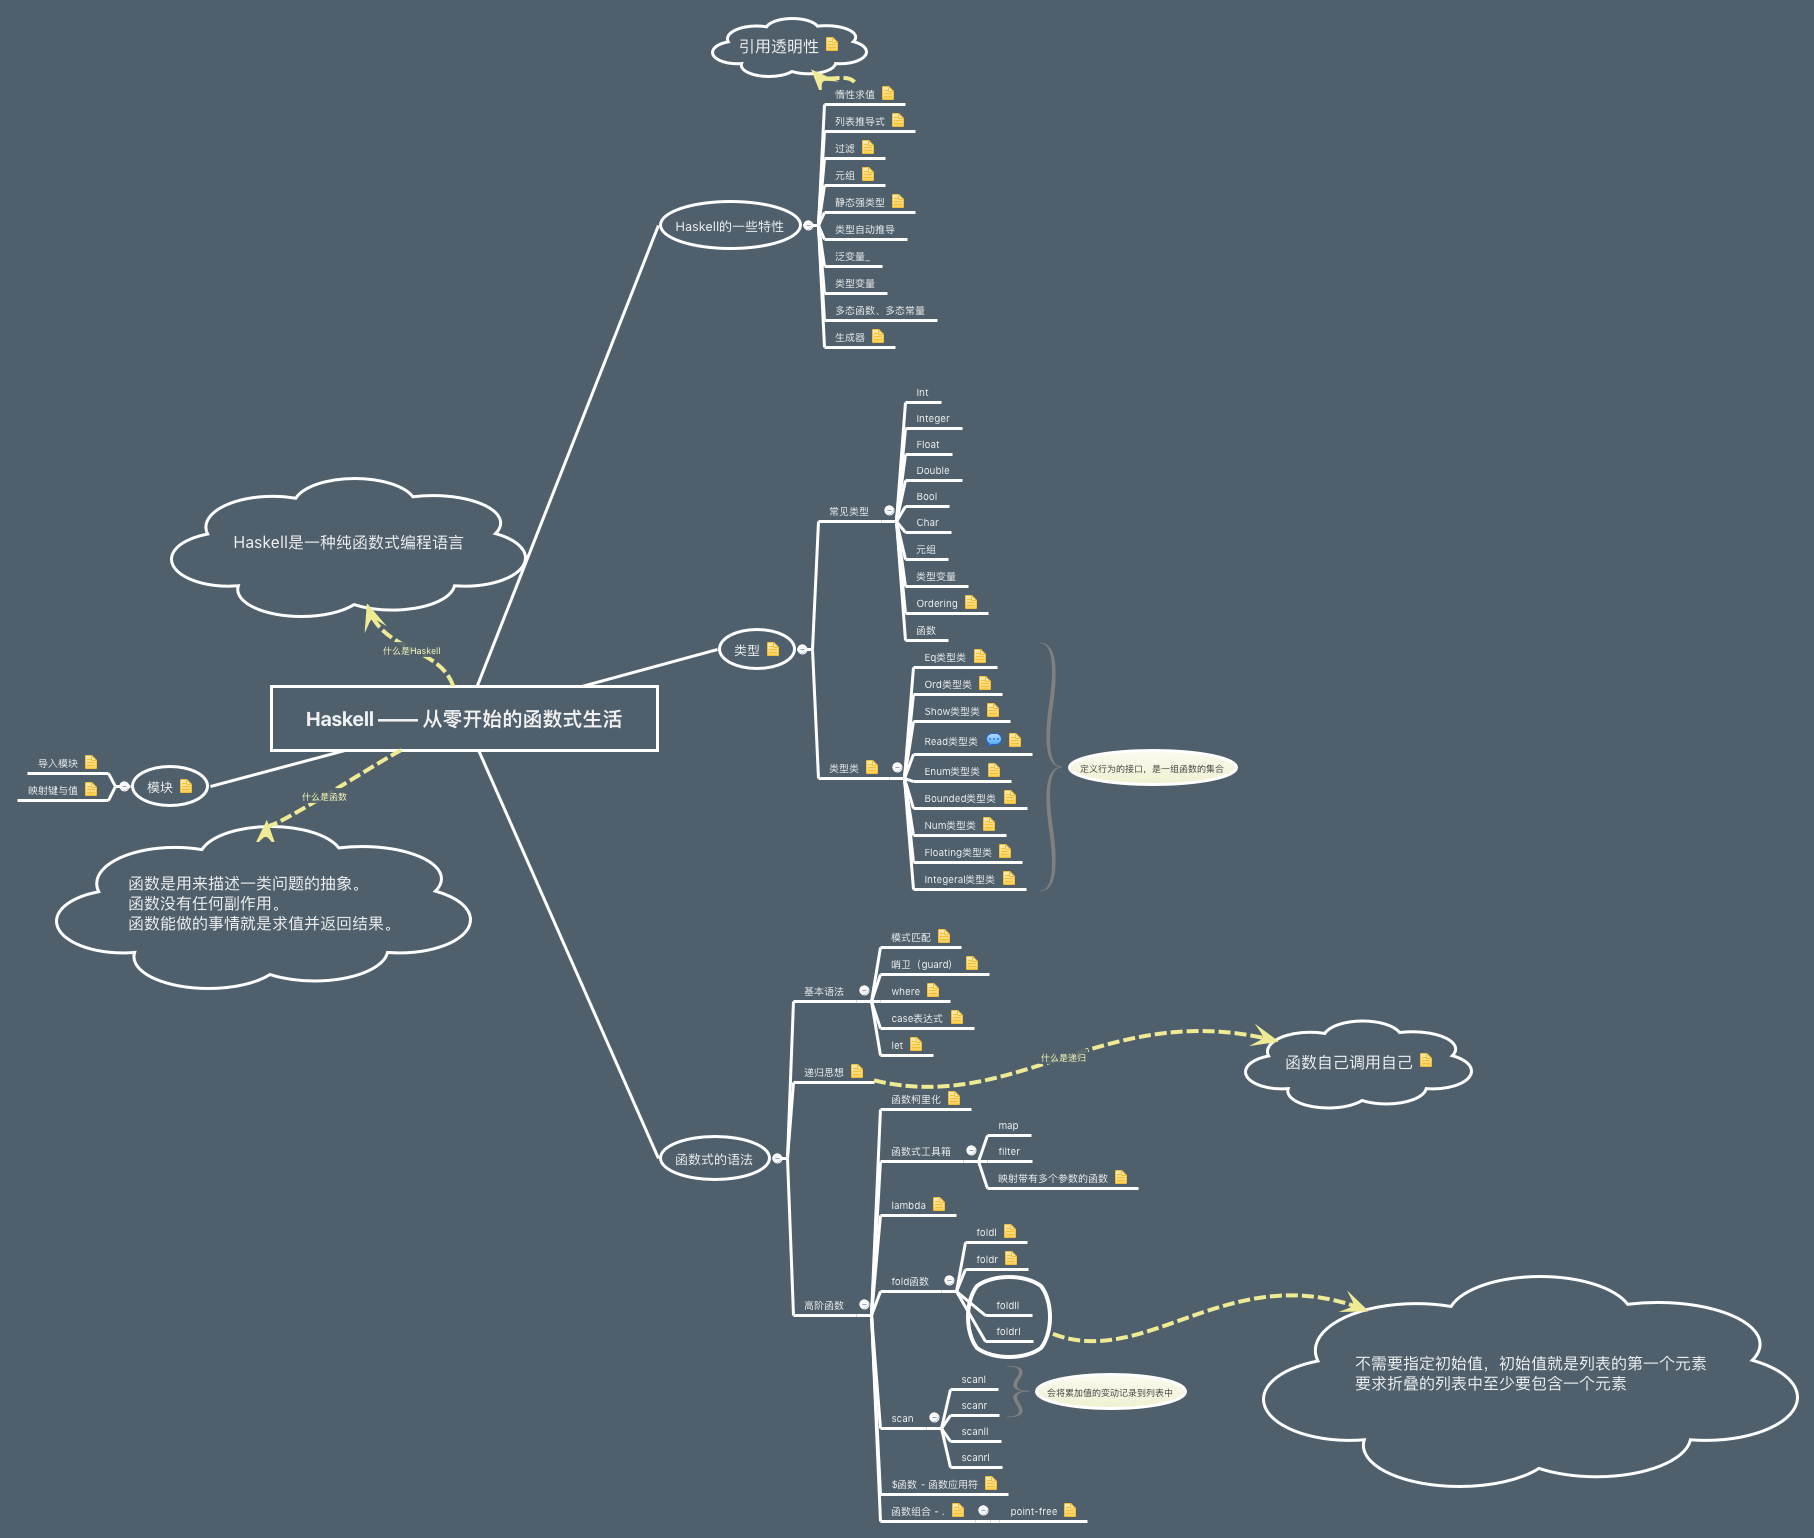 引用透明性
惰性求值
列表推导式
过滤
元组
静态强类型
Haskell的一些特性
类型自动推导
泛变量_
类型变量
多态函数、多态常量
生成器
Int
Integer
Float
Double
Bool
常见类型
Char
元组
类型变量
Ordering
函数
Haskell是一种纯函数式编程语言
什么是Haskell
类型
Eq类型类
Ord类型类
Show类型类
Read类型类
类型类
Enum类型类
Bounded类型类
Num类型类
Floating类型类
Integeral类型类
定义行为的接口，是一组函数的集合
Haskell —— 从零开始的函数式生活
导入模块
映射键与值
模块
什么是函数
函数是用来描述一类问题的抽象。
函数没有任何副作用。
函数能做的事情就是求值并返回结果。
模式匹配
哨卫（guard）
基本语法
where
case表达式
let
递归思想
什么是递归
函数自己调用自己
函数柯里化
函数式的语法
函数式工具箱
map
filter
映射带有多个参数的函数
lambda
foldl
foldr
fold函数
foldll
foldrl
高阶函数
不需要指定初始值，初始值就是列表的第一个元素
要求折叠的列表中至少要包含一个元素
scanl
scanr
会将累加值的变动记录到列表中
scan
scanll
scanrl
$函数 - 函数应用符
函数组合 - .
point-free